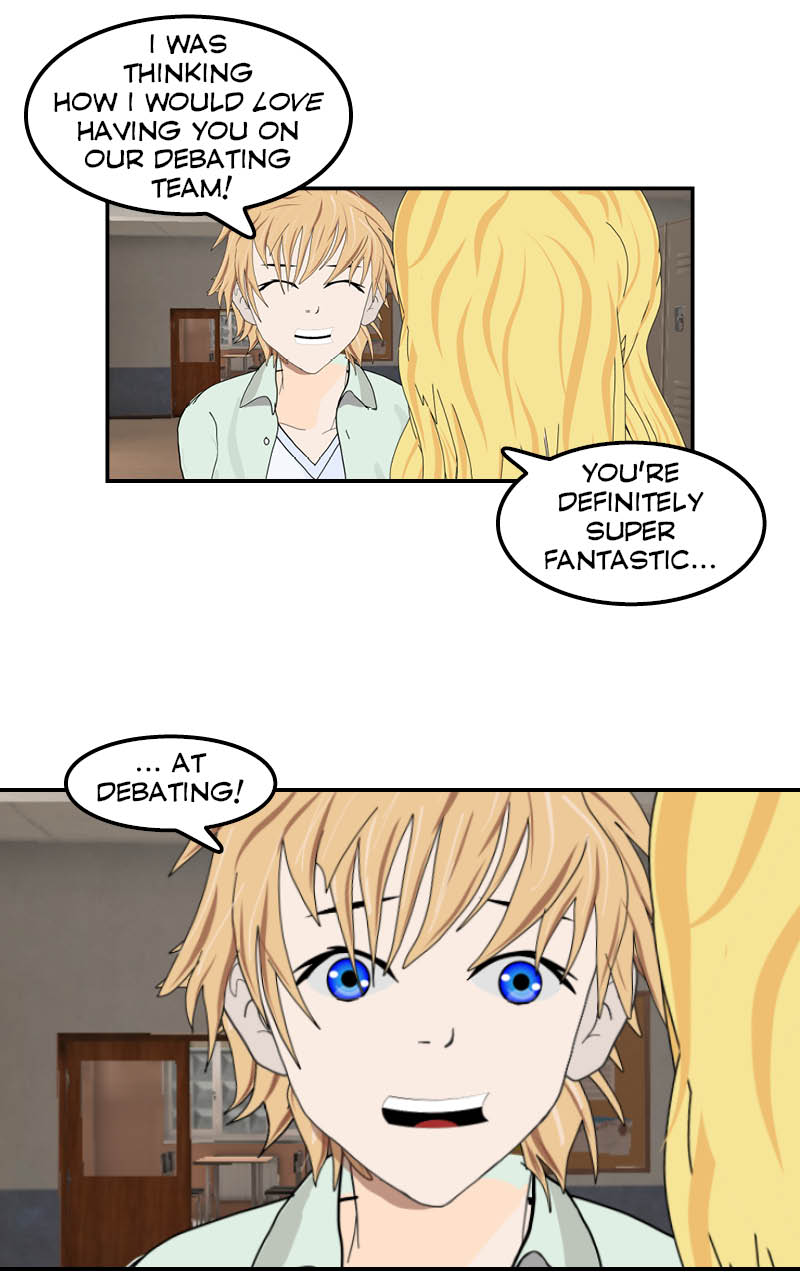 I WAS
THINKING
HOW I WOULD LOVE
HAVING YOU ON
OUR DEBATING
TEAM!
YOU'RE
DEFINITELY
SUPER
FANTASTIC...
... AT
DEBATING!